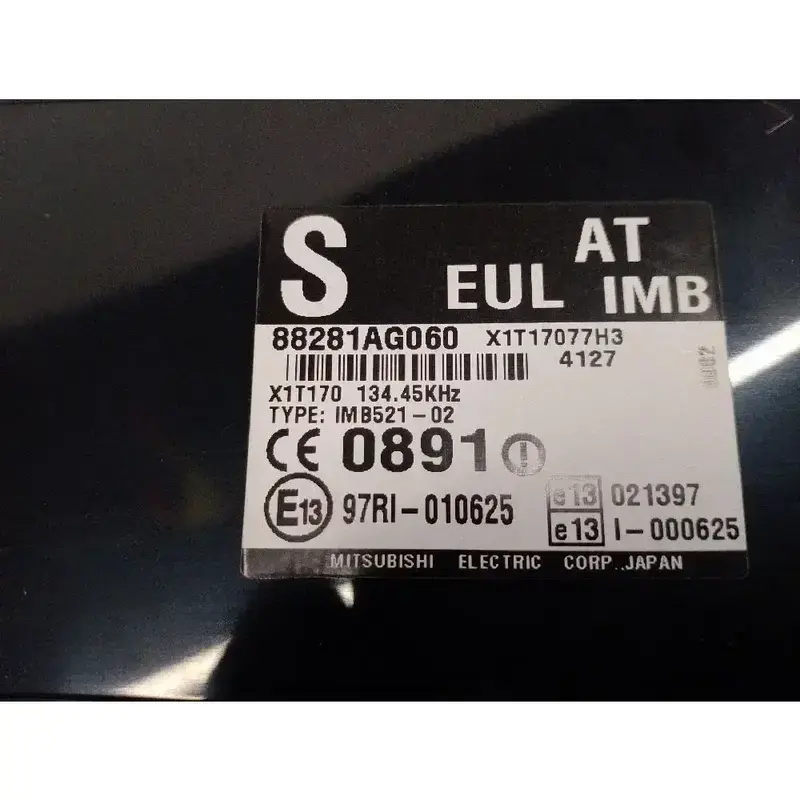 S EUL AT
IMB
88281AG060 X1T17077H3
4127
X1T170 134.45KHz
TYPE: IMB521-02
CE 0891 !
E13 97RI-010625
e13 021397
e13 I-000625
MITSUBISHI ELECTRIC CORP.,JAPAN